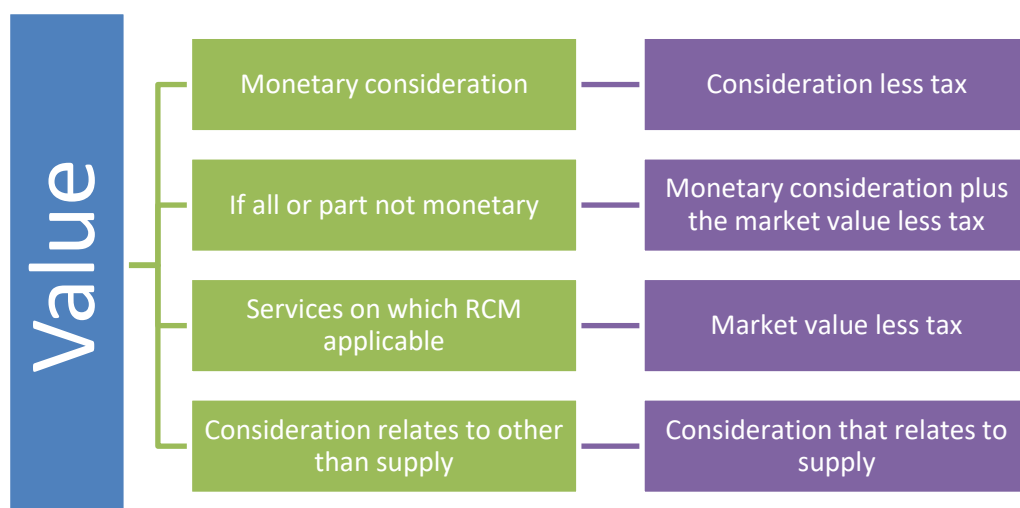 Value
Monetary consideration
Consideration less tax
If all or part not monetary
Monetary consideration plus
the market value less tax
Services on which RCM
applicable
Market value less tax
Consideration relates to other
than supply
Consideration that relates to
supply